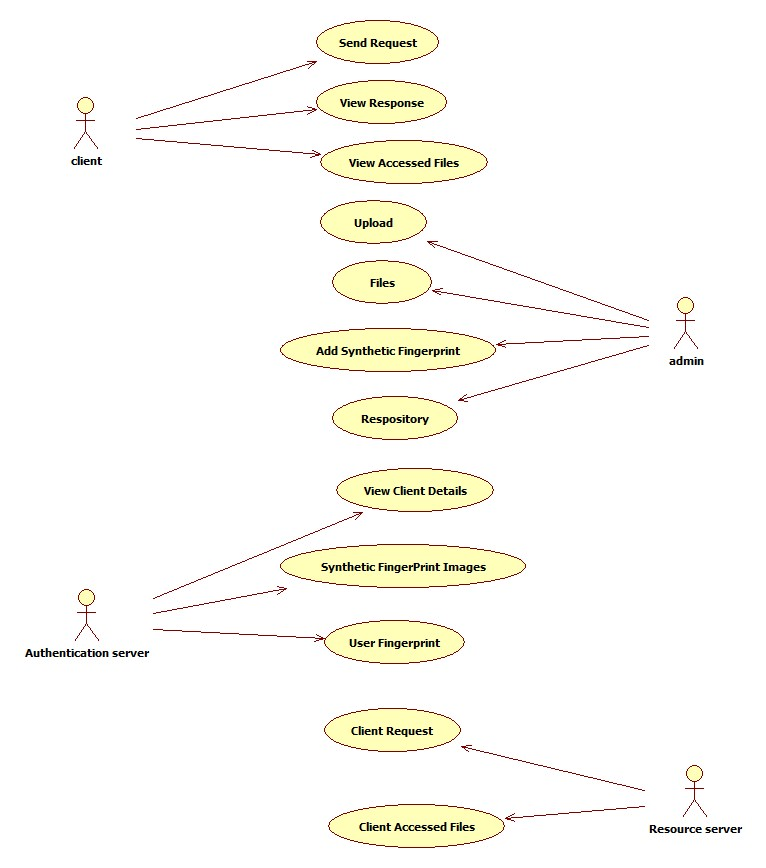 Send Request
View Response
client
View Accessed Files
Upload
Files
Add Synthetic Fingerprint
admin
Respository
View Client Details
Synthetic FingerPrint Images
User Fingerprint
Authentication server
Client Request
Client Accessed Files
Resource server